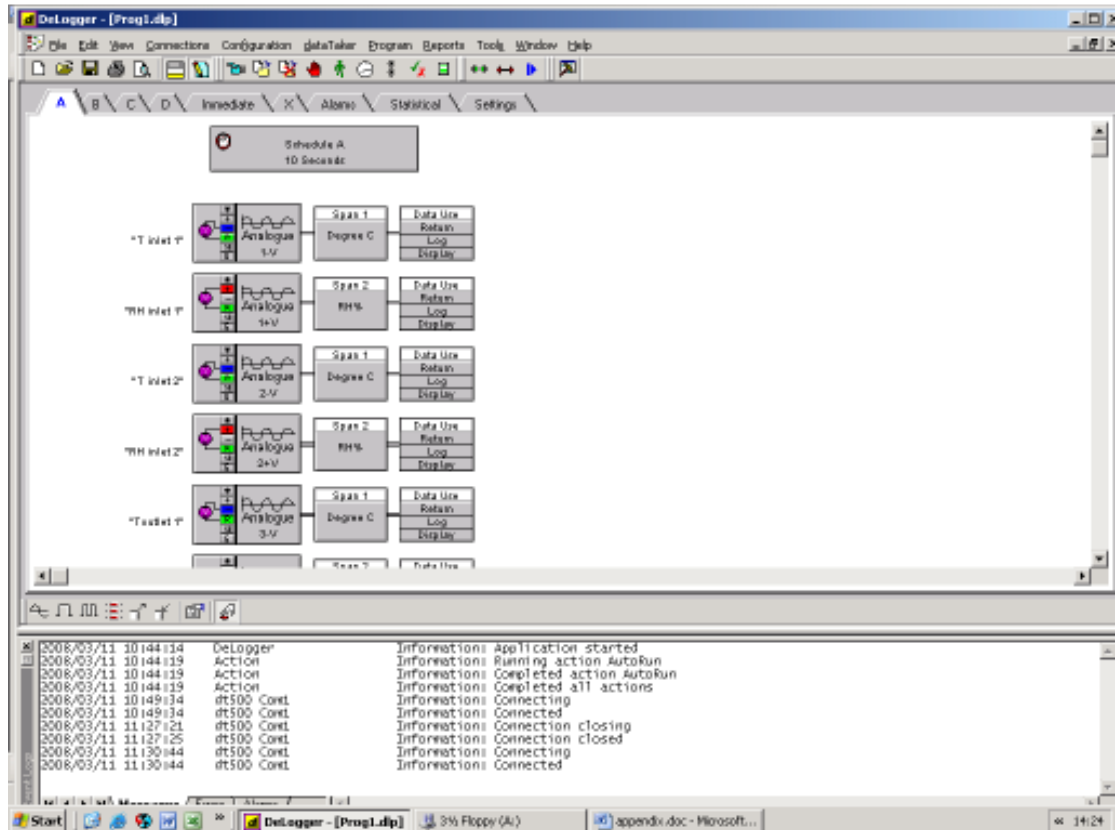 DeLogger - [Prog1.dlp]
File Edit View Connections Configuration dataTaker Program Reports Tools Window Help
A B C D Immediate X Alarms Statistical Settings
Schedule A
10 Seconds
"T inlet 1" Analogue 1-V Span 1 Degree C Data Use Return Log Display
"RH inlet 1" Analogue 1+V Span 2 RH% Data Use Return Log Display
"T inlet 2" Analogue 2-V Span 1 Degree C Data Use Return Log Display
"RH inlet 2" Analogue 2+V Span 2 RH% Data Use Return Log Display
"T outlet 1" Analogue 3-V Span 1 Degree C Data Use Return Log Display
Span 2 Data Use
2008/03/11 10:44:14 DeLogger Information: Application started
2008/03/11 10:44:19 Action Information: Running action AutoRun
2008/03/11 10:44:19 Action Information: Completed action AutoRun
2008/03/11 10:44:19 Action Information: Completed all actions
2008/03/11 10:49:34 dt500 Com1 Information: Connecting
2008/03/11 10:49:34 dt500 Com1 Information: Connected
2008/03/11 11:27:21 dt500 Com1 Information: Connection closing
2008/03/11 11:27:25 dt500 Com1 Information: Connection closed
2008/03/11 11:30:44 dt500 Com1 Information: Connecting
2008/03/11 11:30:44 dt500 Com1 Information: Connected
Messages Errors Alarms
Start DeLogger - [Prog1.dlp] 3½ Floppy (A:) appendix.doc - Microsoft... 14:24